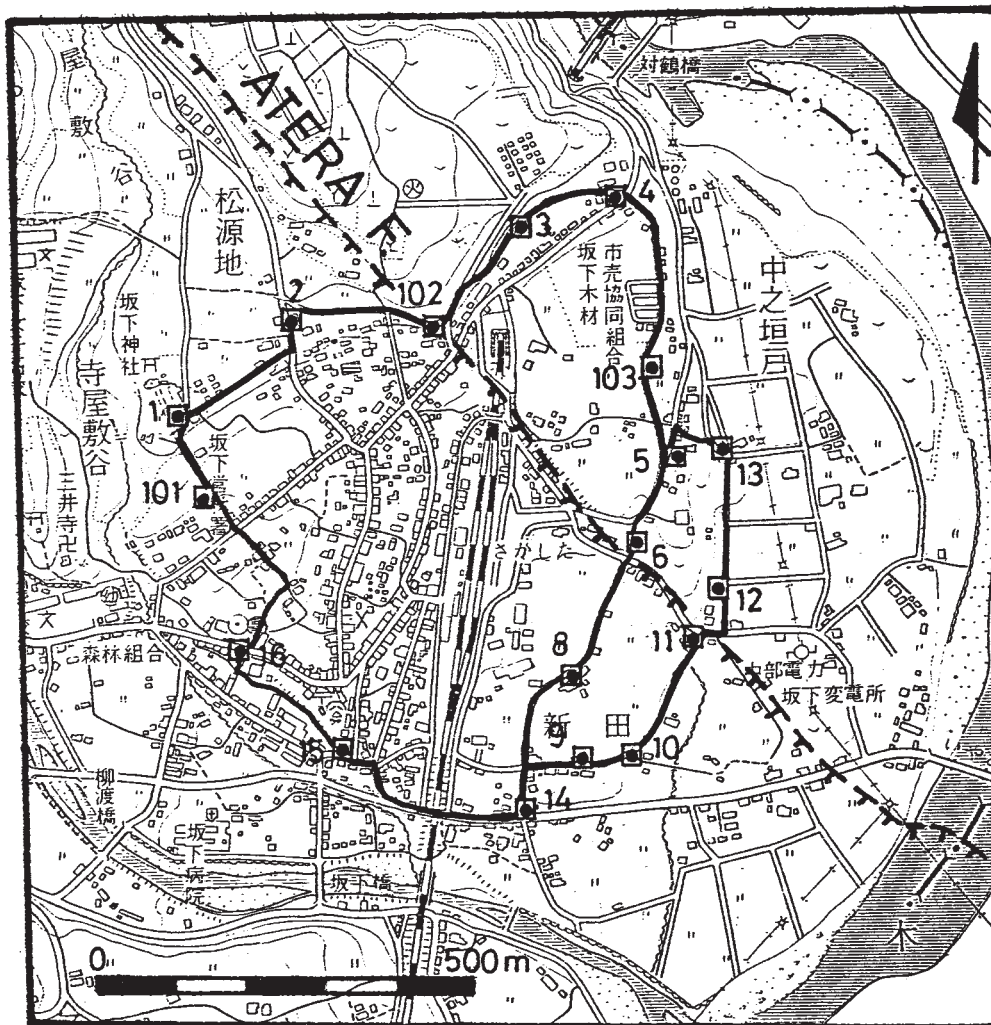 ATERA F.
対鶴橋
屋敷谷
松源地
坂下神社
寺屋敷谷
三井寺
坂下木材
市売協同組合
中之垣戸
さかした
森林組合
中部電力
坂下変電所
新田
柳渡橋
坂下病院
坂下橋
木
1
2
3
4
5
6
8
9
10
11
12
13
14
15
16
101
102
103
0
500m